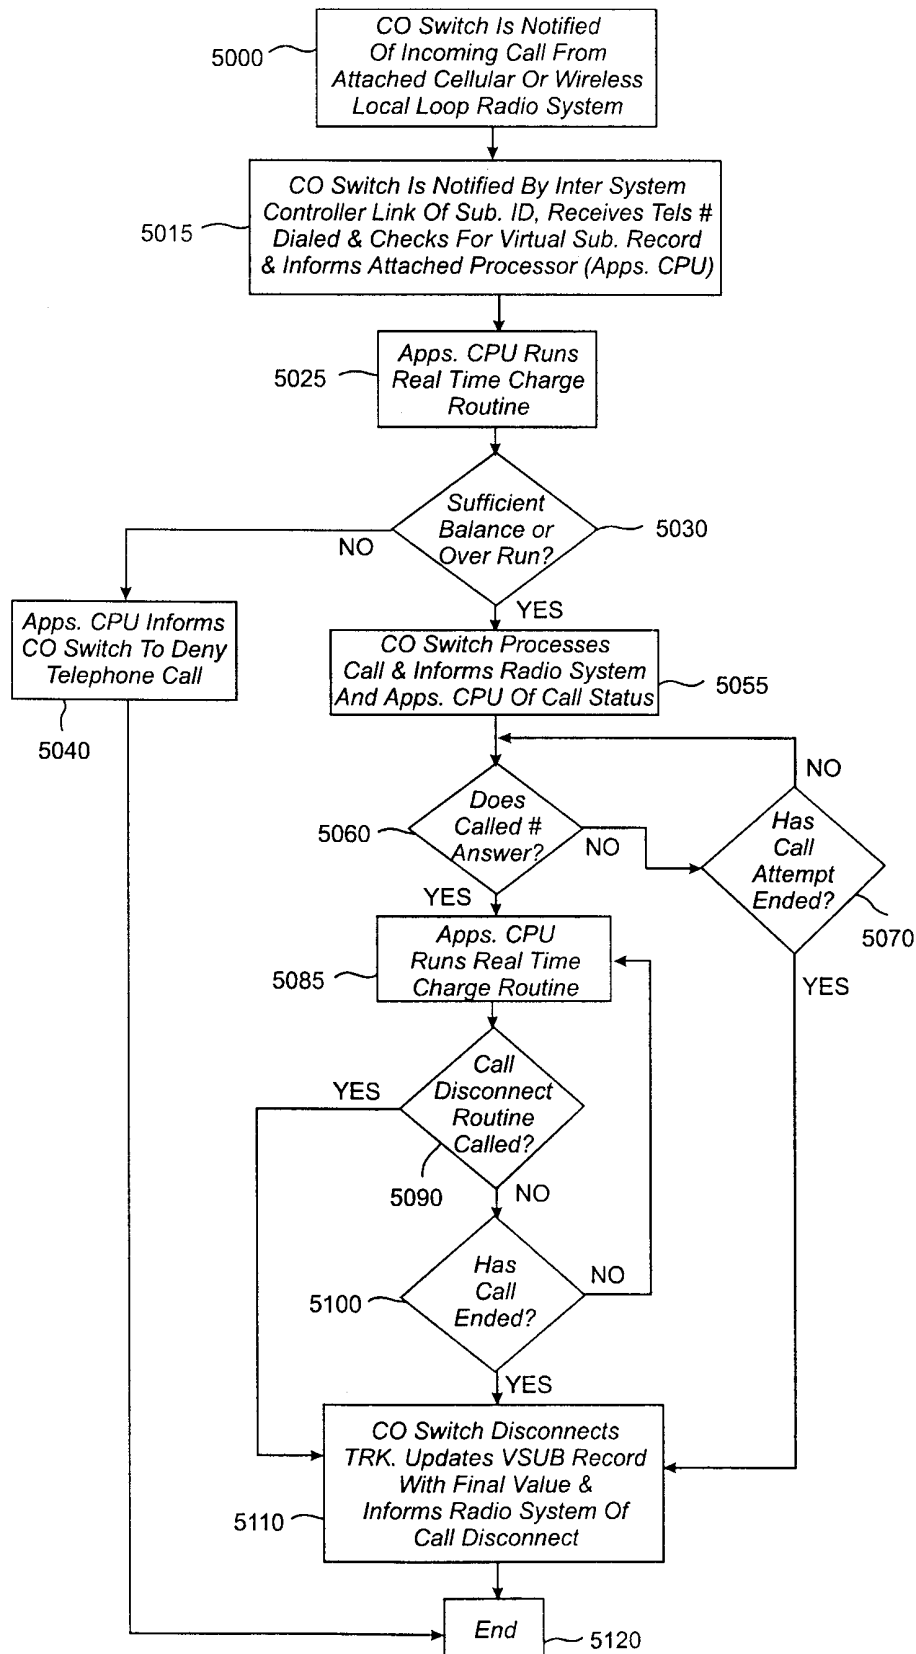 CO Switch Is Notified
Of Incoming Call From
Attached Cellular Or Wireless
Local Loop Radio System
5000
CO Switch Is Notified By Inter System
Controller Link Of Sub. ID, Receives Tels #
Dialed & Checks For Virtual Sub. Record
& Informs Attached Processor (Apps. CPU)
5015
Apps. CPU Runs
Real Time Charge
Routine
5025
Sufficient
Balance or
Over Run?
5030
NO
YES
Apps. CPU Informs
CO Switch To Deny
Telephone Call
5040
CO Switch Processes
Call & Informs Radio System
And Apps. CPU Of Call Status
5055
Does
Called #
Answer?
5060
NO
YES
Has
Call
Attempt
Ended?
5070
NO
YES
Apps. CPU
Runs Real Time
Charge Routine
5085
Call
Disconnect
Routine
Called?
5090
YES
NO
Has
Call
Ended?
5100
NO
YES
CO Switch Disconnects
TRK. Updates VSUB Record
With Final Value &
Informs Radio System Of
Call Disconnect
5110
End
5120